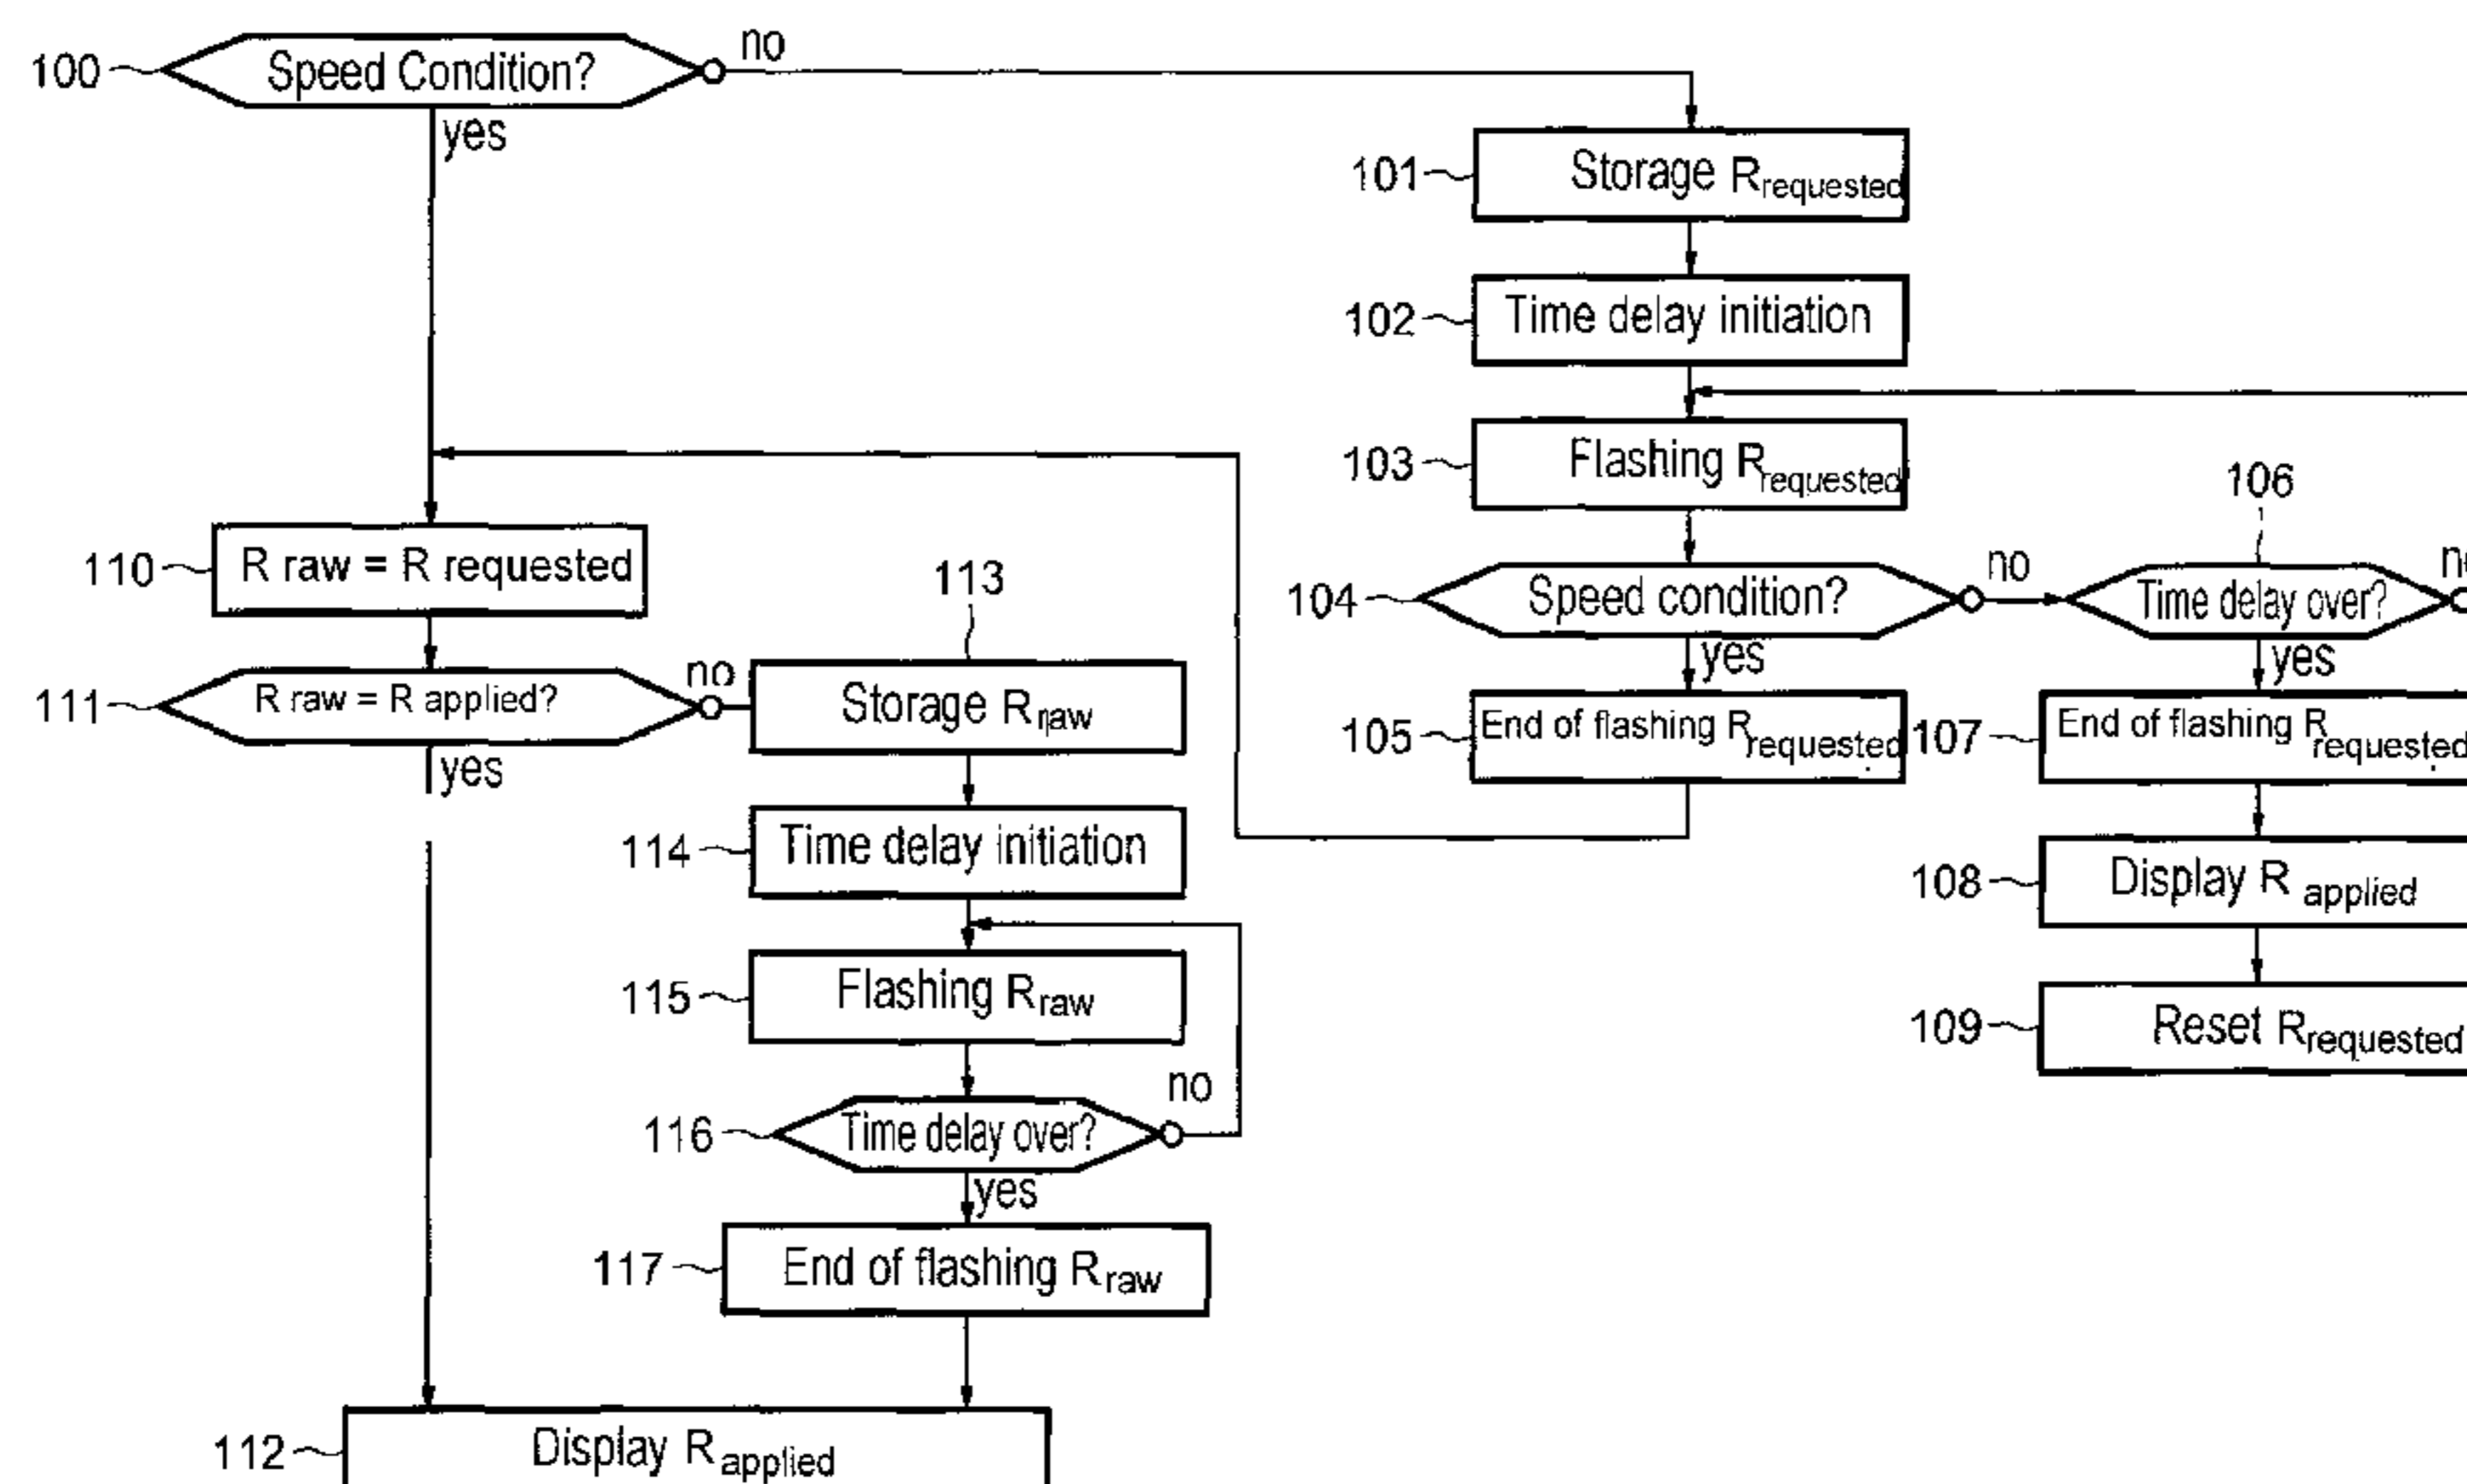 100
Speed Condition?
no
yes
101
Storage Rrequested
102
Time delay initiation
103
Flashing Rrequested
106
110
R raw = R requested
113
104
Speed condition?
no
Time delay over?
yes
yes
111
R raw = R applied?
no
yes
Storage Rraw
105
End of flashing Rrequested
107
End of flashing Rrequested
114
Time delay initiation
108
Display R applied
115
Flashing Rraw
109
Reset Rrequested
116
Time delay over?
no
yes
117
End of flashing Rraw
112
Display Rapplied